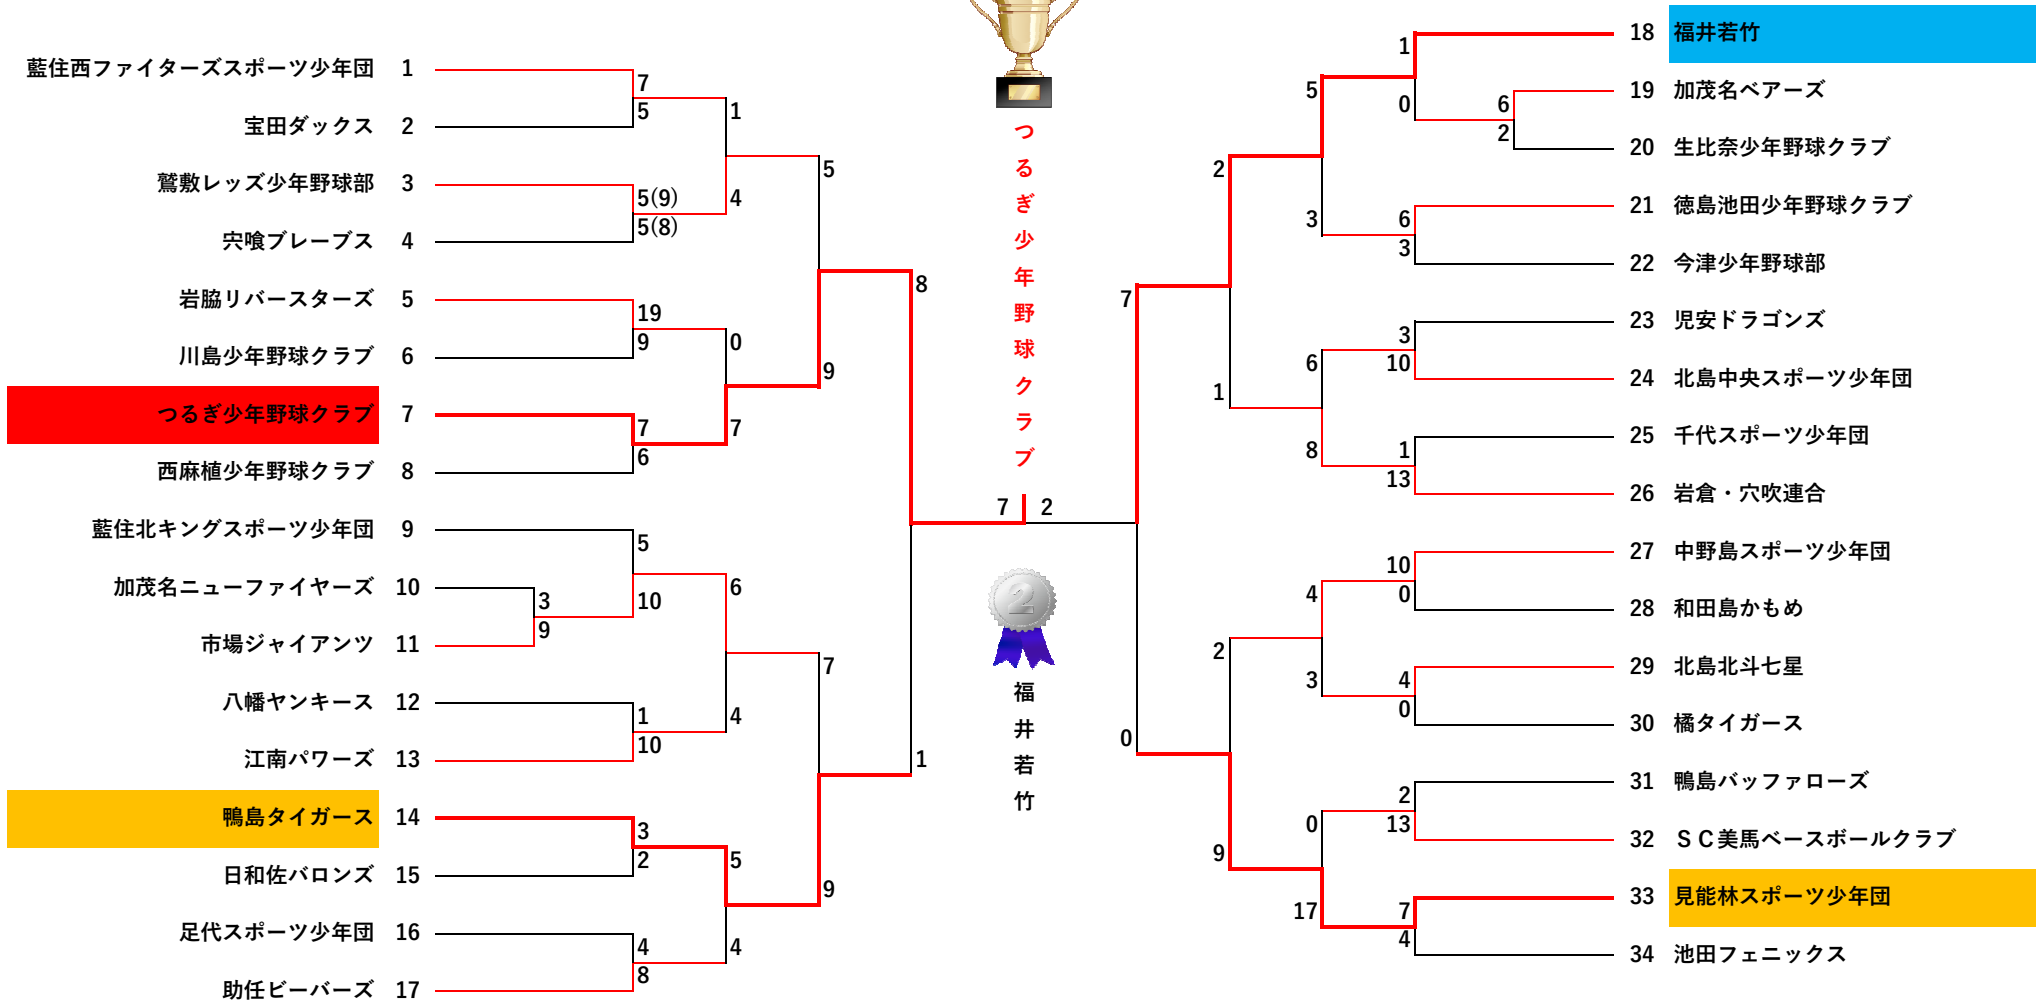 藍住西ファイターズスポーツ少年団 1
宝田ダックス 2
鷲敷レッズ少年野球部 3
宍喰ブレーブス 4
岩脇リバースターズ 5
川島少年野球クラブ 6
つるぎ少年野球クラブ 7
西麻植少年野球クラブ 8
藍住北キングスポーツ少年団 9
加茂名ニューファイヤーズ 10
市場ジャイアンツ 11
八幡ヤンキース 12
江南パワーズ 13
鴨島タイガース 14
日和佐バロンズ 15
足代スポーツ少年団 16
助任ビーバーズ 17
7
5
5(9)
5(8)
19
9
7
6
3
9
5
10
1
10
3
2
4
8
1
4
0
7
6
4
5
4
5
9
7
9
8
1
つるぎ少年野球クラブ
7 2
2
福井若竹
7
0
2
1
2
9
5
3
6
8
4
3
0
17
1
0
6
2
6
3
3
10
1
13
10
0
4
0
2
13
7
4
18 福井若竹
19 加茂名ベアーズ
20 生比奈少年野球クラブ
21 徳島池田少年野球クラブ
22 今津少年野球部
23 児安ドラゴンズ
24 北島中央スポーツ少年団
25 千代スポーツ少年団
26 岩倉・穴吹連合
27 中野島スポーツ少年団
28 和田島かもめ
29 北島北斗七星
30 橘タイガース
31 鴨島バッファローズ
32 ＳＣ美馬ベースボールクラブ
33 見能林スポーツ少年団
34 池田フェニックス